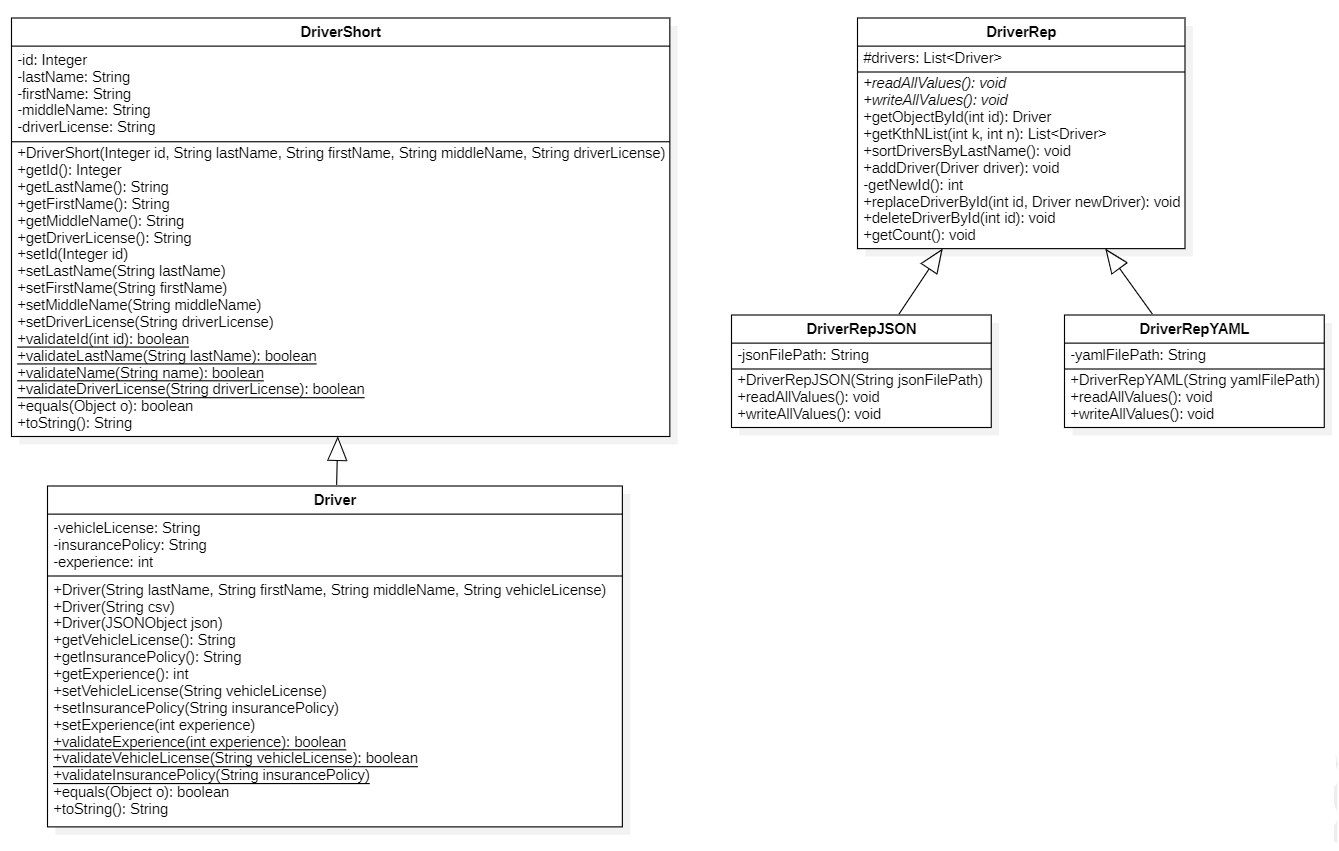 DriverShort
-id: Integer
-lastName: String
-firstName: String
-middleName: String
-driverLicense: String
+DriverShort(Integer id, String lastName, String firstName, String middleName, String driverLicense)
+getId(): Integer
+getLastName(): String
+getFirstName(): String
+getMiddleName(): String
+getDriverLicense(): String
+setId(Integer id)
+setLastName(String lastName)
+setFirstName(String firstName)
+setMiddleName(String middleName)
+setDriverLicense(String driverLicense)
+validateId(int id): boolean
+validateLastName(String lastName): boolean
+validateName(String name): boolean
+validateDriverLicense(String driverLicense): boolean
+equals(Object o): boolean
+toString(): String
Driver
-vehicleLicense: String
-insurancePolicy: String
-experience: int
+Driver(String lastName, String firstName, String middleName, String vehicleLicense)
+Driver(String csv)
+Driver(JSONObject json)
+getVehicleLicense(): String
+getInsurancePolicy(): String
+getExperience(): int
+setVehicleLicense(String vehicleLicense)
+setInsurancePolicy(String insurancePolicy)
+setExperience(int experience)
+validateExperience(int experience): boolean
+validateVehicleLicense(String vehicleLicense): boolean
+validateInsurancePolicy(String insurancePolicy)
+equals(Object o): boolean
+toString(): String
DriverRep
#drivers: List<Driver>
+readAllValues(): void
+writeAllValues(): void
+getObjectById(int id): Driver
+getKthNList(int k, int n): List<Driver>
+sortDriversByLastName(): void
+addDriver(Driver driver): void
-getNewId(): int
+replaceDriverById(int id, Driver newDriver): void
+deleteDriverById(int id): void
+getCount(): void
DriverRepJSON
-jsonFilePath: String
+DriverRepJSON(String jsonFilePath)
+readAllValues(): void
+writeAllValues(): void
DriverRepYAML
-yamlFilePath: String
+DriverRepYAML(String yamlFilePath)
+readAllValues(): void
+writeAllValues(): void